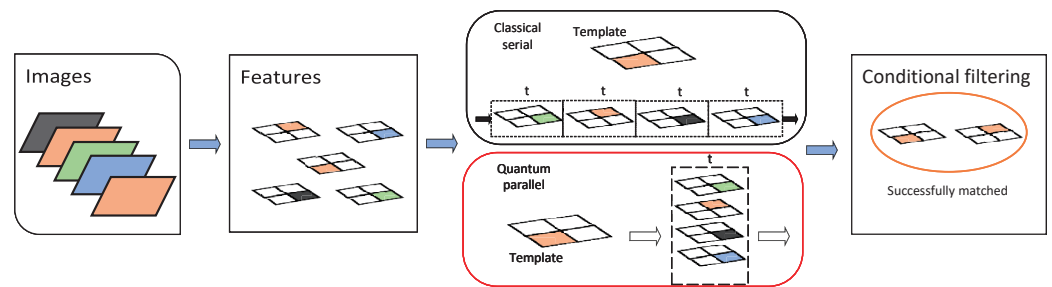 Images
Features
Classical
serial
Template
t
t
t
t
Quantum
parallel
Template
t
Conditional filtering
Successfully matched